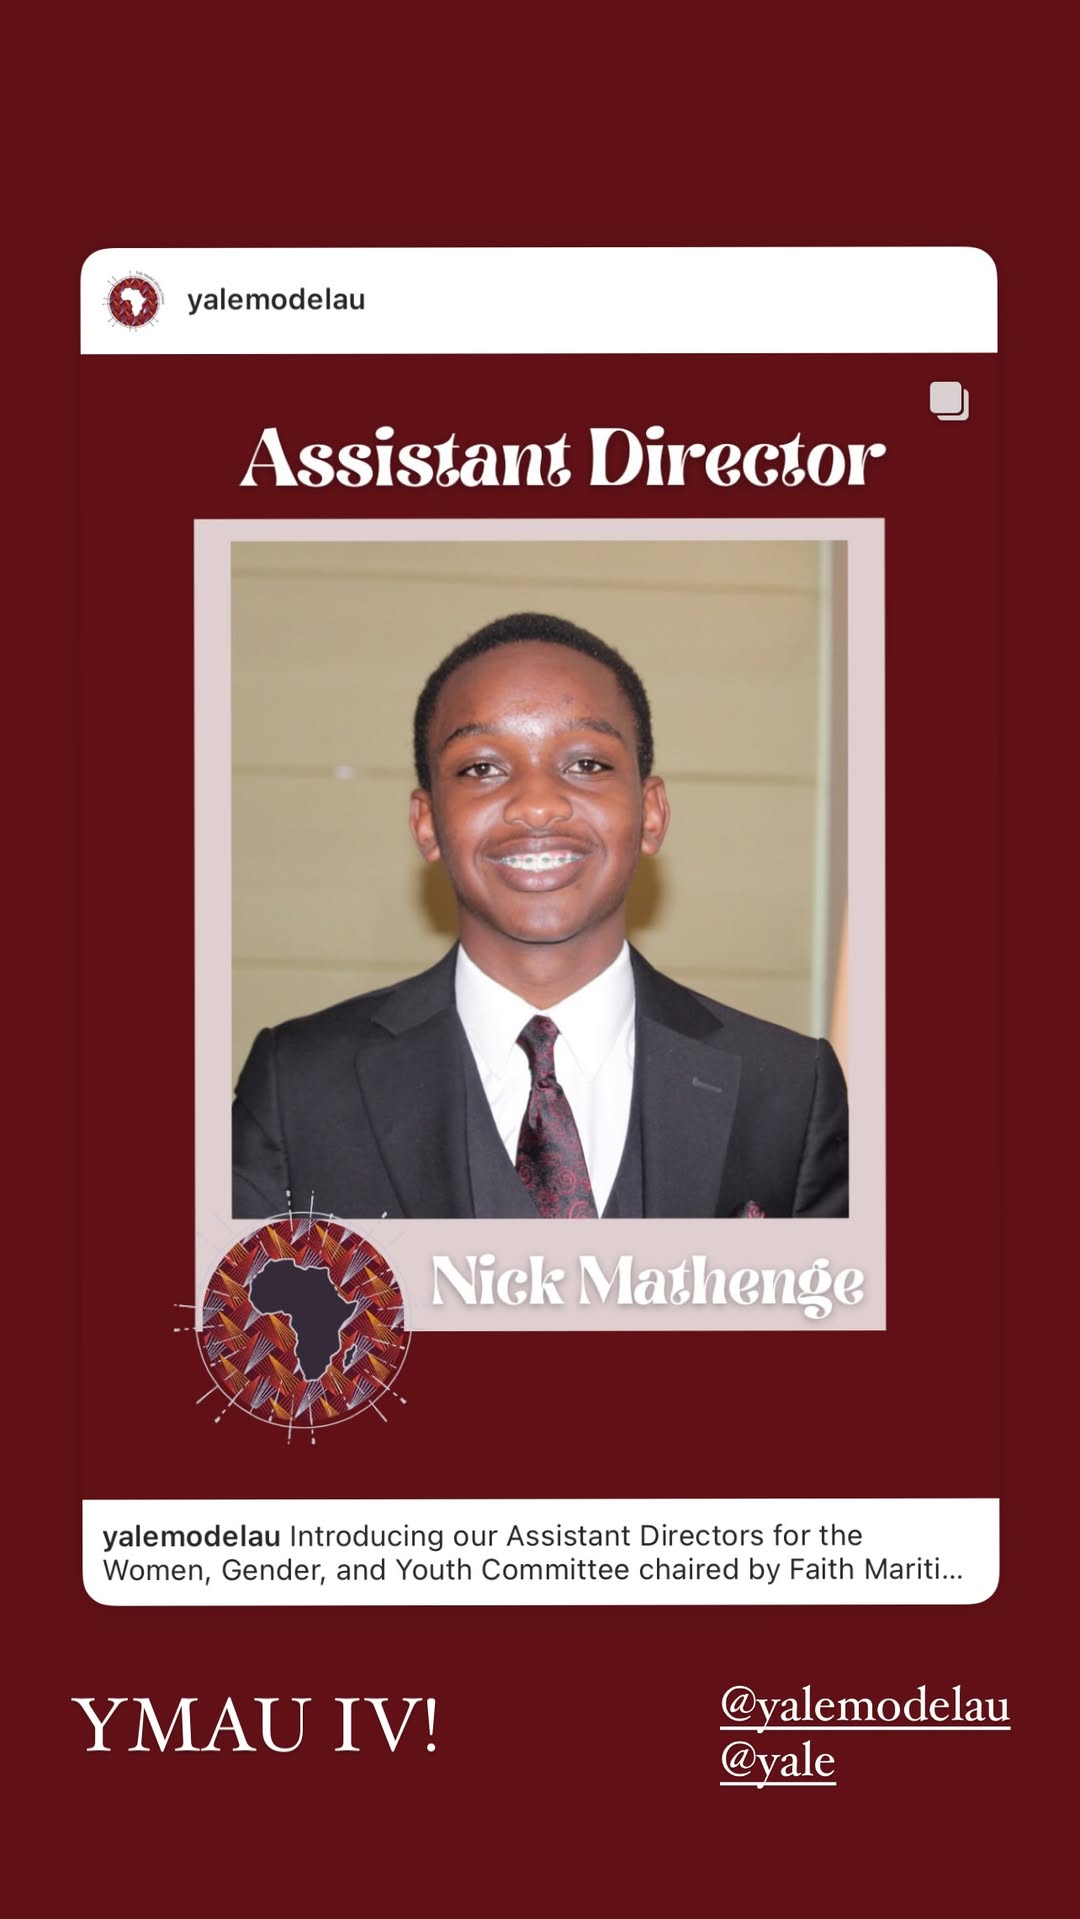 yalemodelau
Assistant Director
Nick Mathenge
yalemodelau Introducing our Assistant Directors for the
Women, Gender, and Youth Committee chaired by Faith Mariti...
YMAU IV!
@yalemodelau
@yale